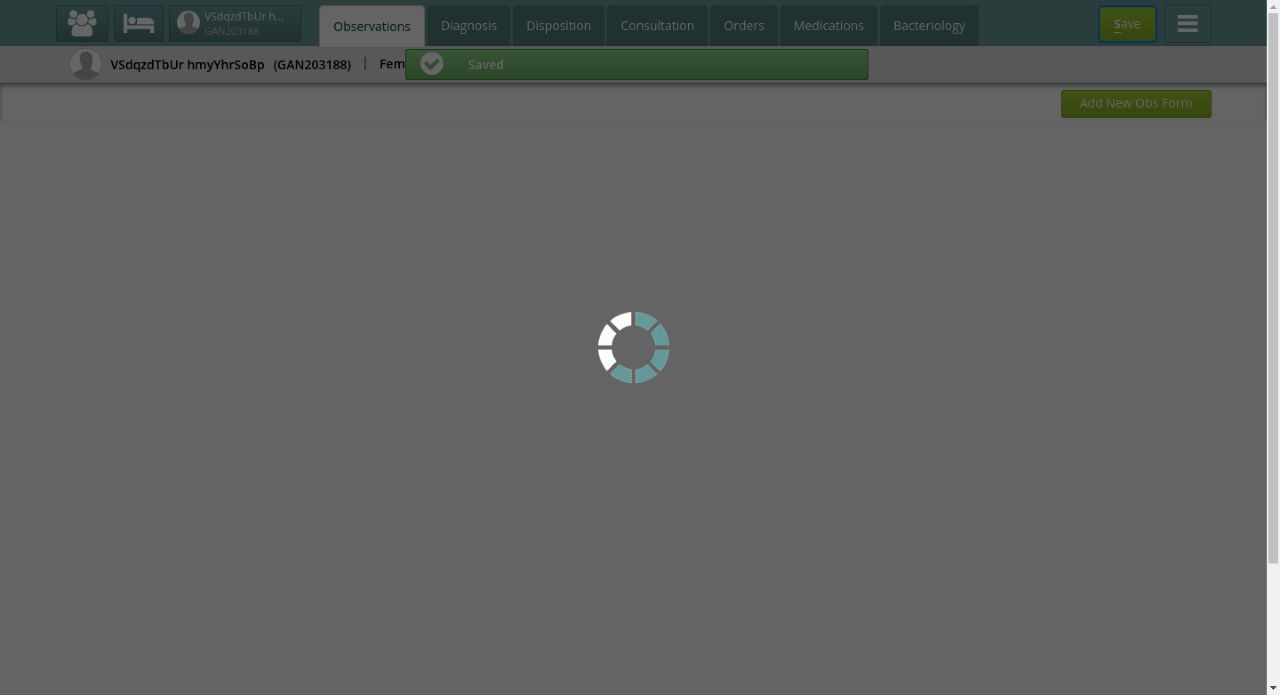 VSdqzdTbUr h...
GAN203188
Observations
Diagnosis
Disposition
Consultation
Orders
Medications
Bacteriology
Save
VSdqzdTbUr hmyYhrSoBp (GAN203188) | Fem
Saved
Add New Obs Form